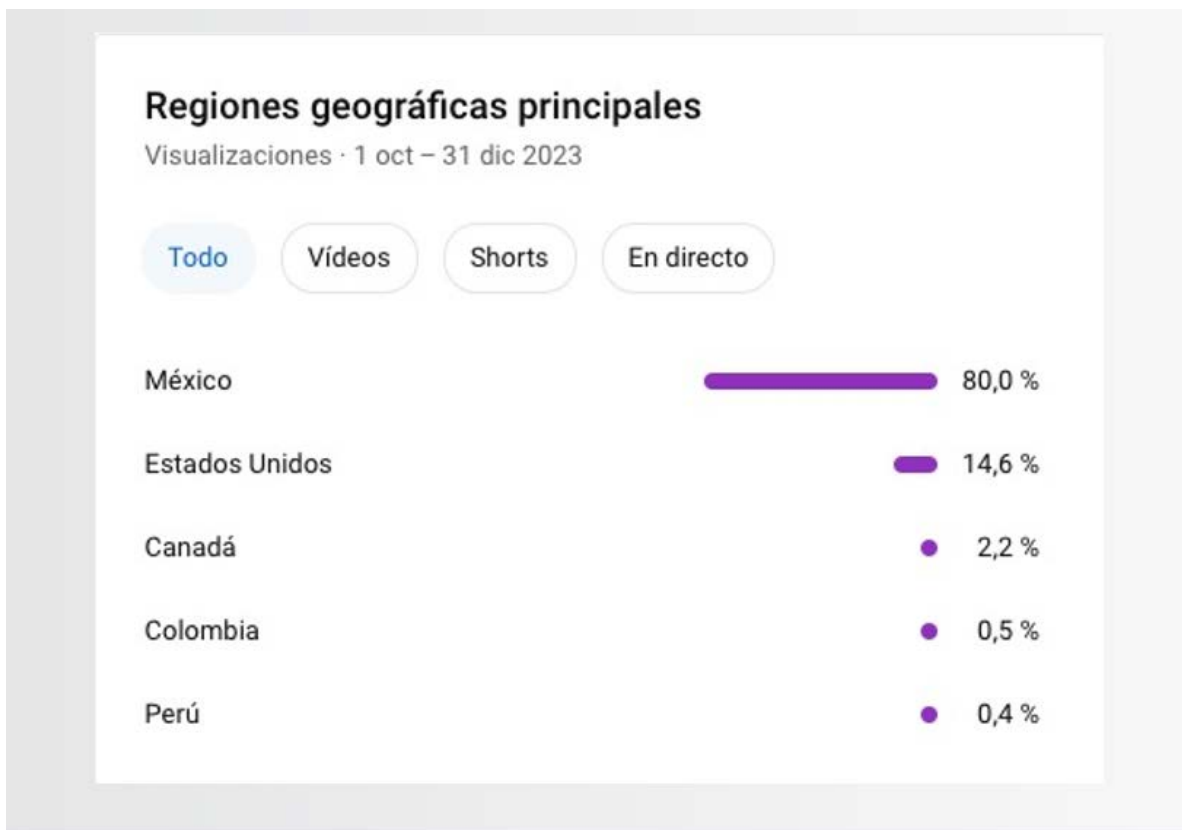 Regiones geográficas principales
Visualizaciones · 1 oct – 31 dic 2023
Todo Vídeos Shorts En directo
México 80,0 %
Estados Unidos 14,6 %
Canadá 2,2 %
Colombia 0,5 %
Perú 0,4 %